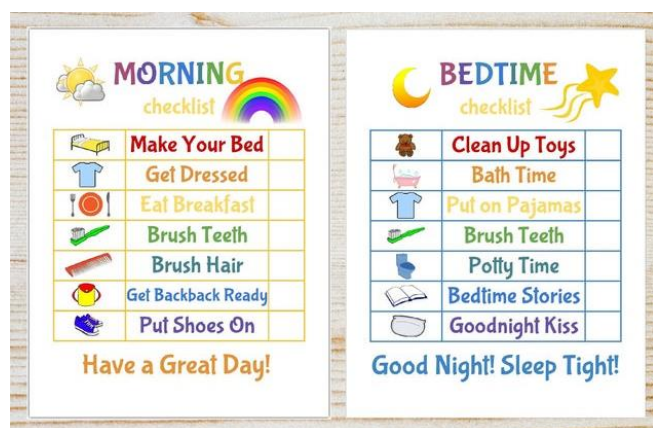 MORNING
checklist
Make Your Bed
Get Dressed
Eat Breakfast
Brush Teeth
Brush Hair
Get Backback Ready
Put Shoes On
Have a Great Day!
BEDTIME
checklist
Clean Up Toys
Bath Time
Put on Pajamas
Brush Teeth
Potty Time
Bedtime Stories
Goodnight Kiss
Good Night! Sleep Tight!